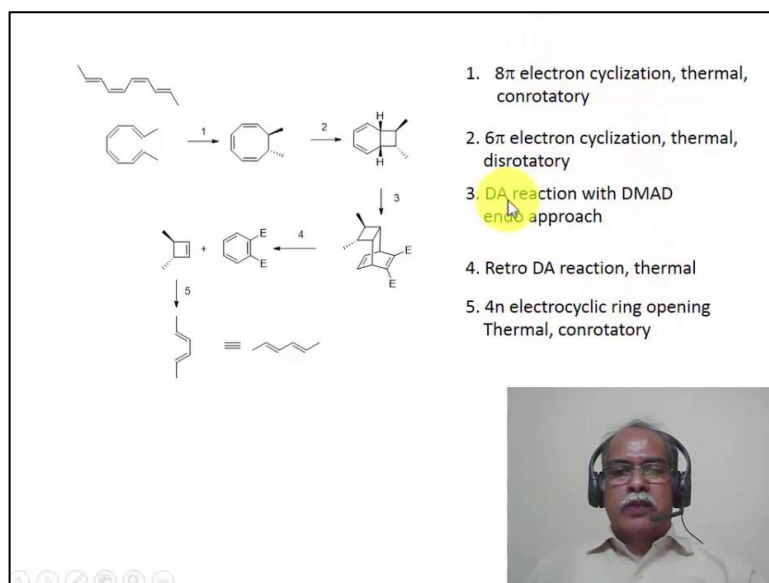 1. 8π electron cyclization, thermal,
conrotatory
2. 6π electron cyclization, thermal,
disrotatory
3. DA reaction with DMAD
endo approach
4. Retro DA reaction, thermal
5. 4n electrocyclic ring opening
Thermal, conrotatory
1
2
H
H
3
E
E
4
+
E
E
5